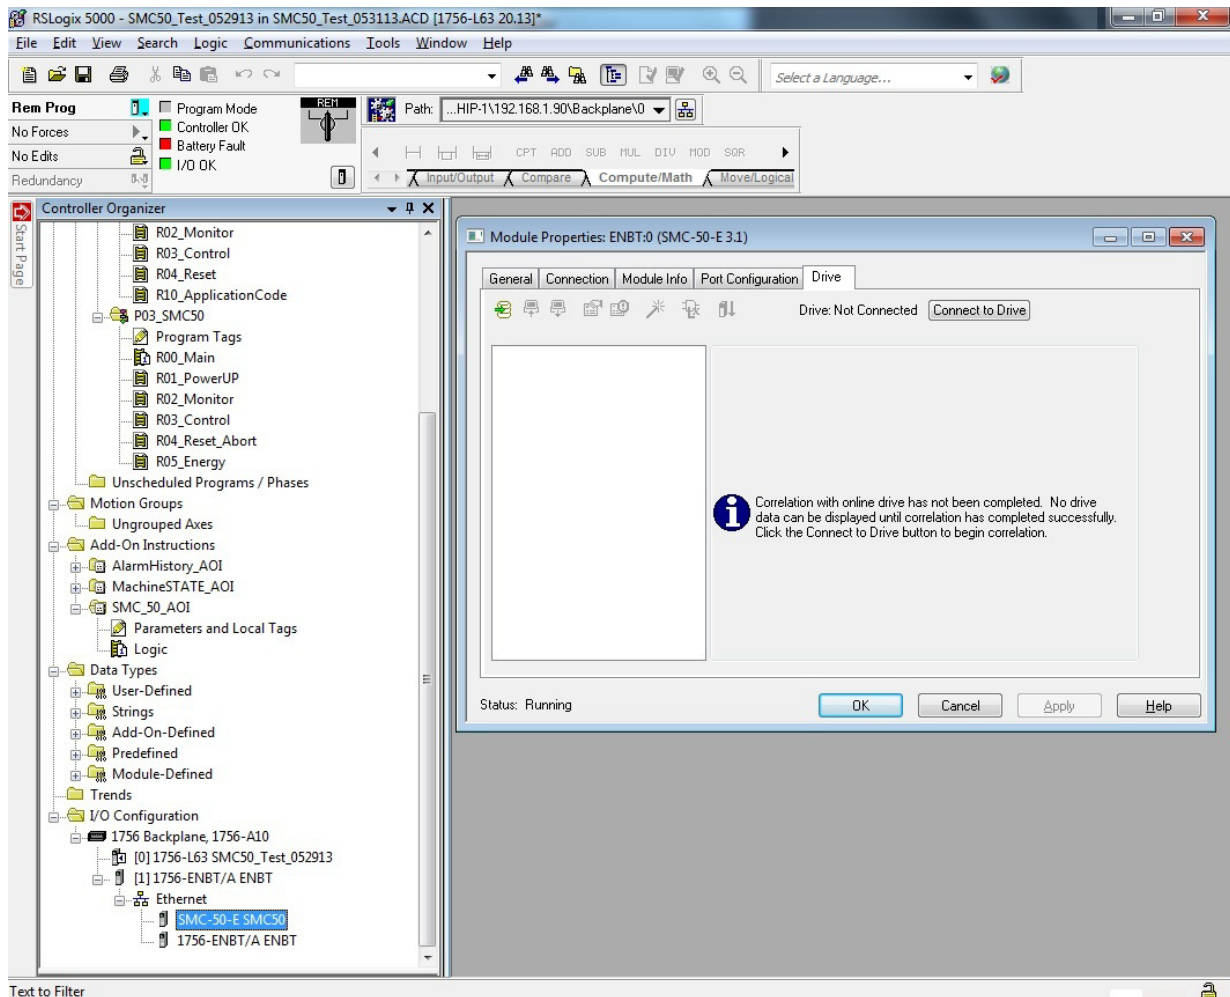 RSLogix 5000 - SMC50_Test_052913 in SMC50_Test_053113.ACD [1756-L63 20.13]*
File Edit View Search Logic Communications Tools Window Help
Select a Language...
Rem Prog
Program Mode
REM
Path: ...HIP-1\192.168.1.90\Backplane\0
No Forces
Controller OK
Battery Fault
No Edits
I/O OK
CPT ADD SUB MUL DIV MOD SQR
Redundancy
Input/Output Compare Compute/Math Move/Logical
Start Page
Controller Organizer
R02_Monitor
R03_Control
R04_Reset
R10_ApplicationCode
P03_SMC50
Program Tags
R00_Main
R01_PowerUP
R02_Monitor
R03_Control
R04_Reset_Abort
R05_Energy
Unscheduled Programs / Phases
Motion Groups
Ungrouped Axes
Add-On Instructions
AlarmHistory_AOI
MachineSTATE_AOI
SMC_50_AOI
Parameters and Local Tags
Logic
Data Types
User-Defined
Strings
Add-On-Defined
Predefined
Module-Defined
Trends
I/O Configuration
1756 Backplane, 1756-A10
[0] 1756-L63 SMC50_Test_052913
[1] 1756-ENBT/A ENBT
Ethernet
SMC-50-E SMC50
1756-ENBT/A ENBT
Module Properties: ENBT:0 (SMC-50-E 3.1)
General Connection Module Info Port Configuration Drive
Drive: Not Connected Connect to Drive
Correlation with online drive has not been completed. No drive
data can be displayed until correlation has completed successfully.
Click the Connect to Drive button to begin correlation.
Status: Running
OK Cancel Apply Help
Text to Filter